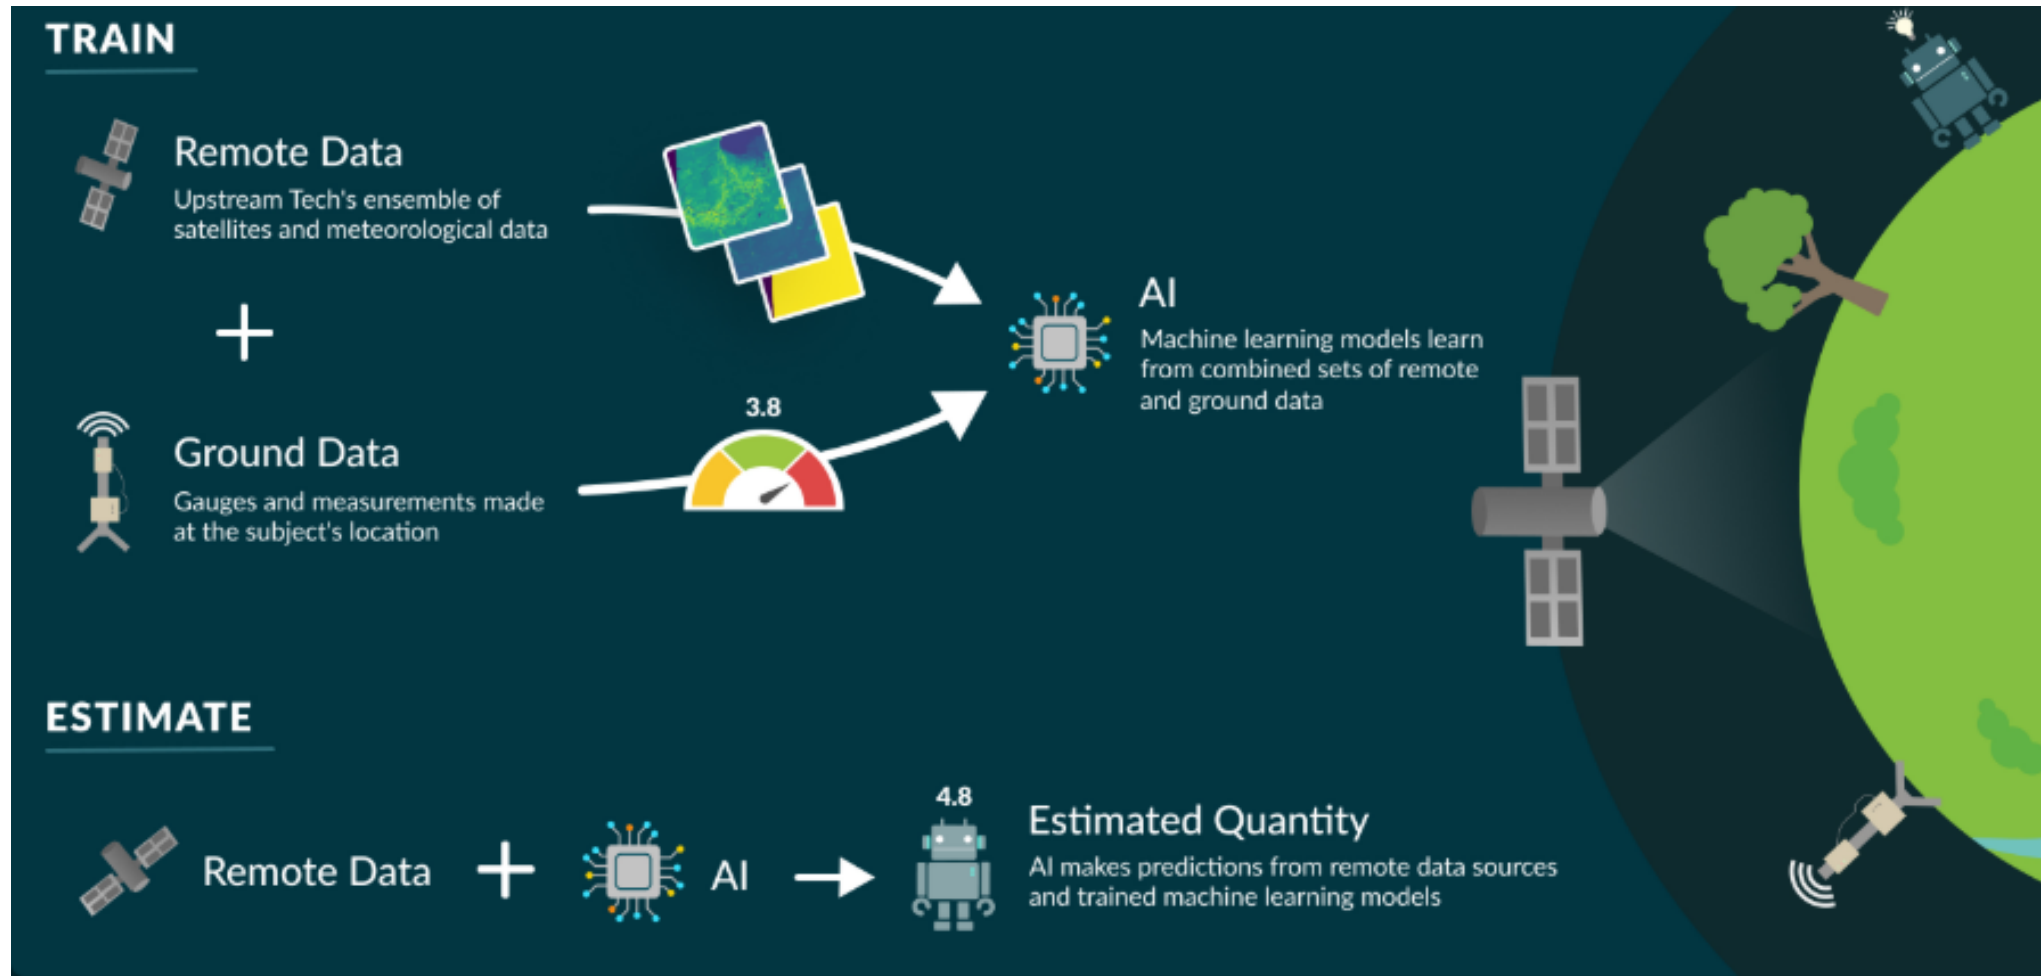 TRAIN
Remote Data
Upstream Tech's ensemble of
satellites and meteorological data
Ground Data
Gauges and measurements made
at the subject's location
3.8
AI
Machine learning models learn
from combined sets of remote
and ground data
ESTIMATE
Remote Data
AI
4.8
Estimated Quantity
AI makes predictions from remote data sources
and trained machine learning models